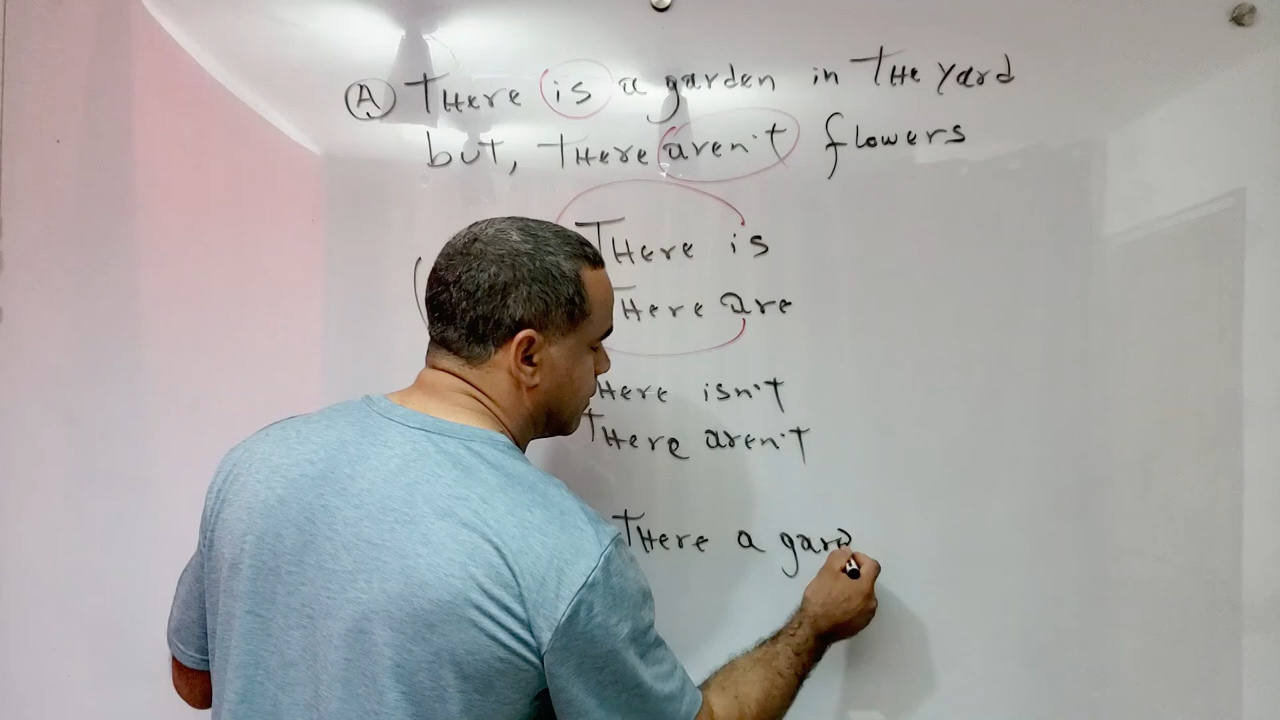 A There is a garden in the yard
but, there aren't flowers
There is
There are
here isn't
There aren't
There a gard